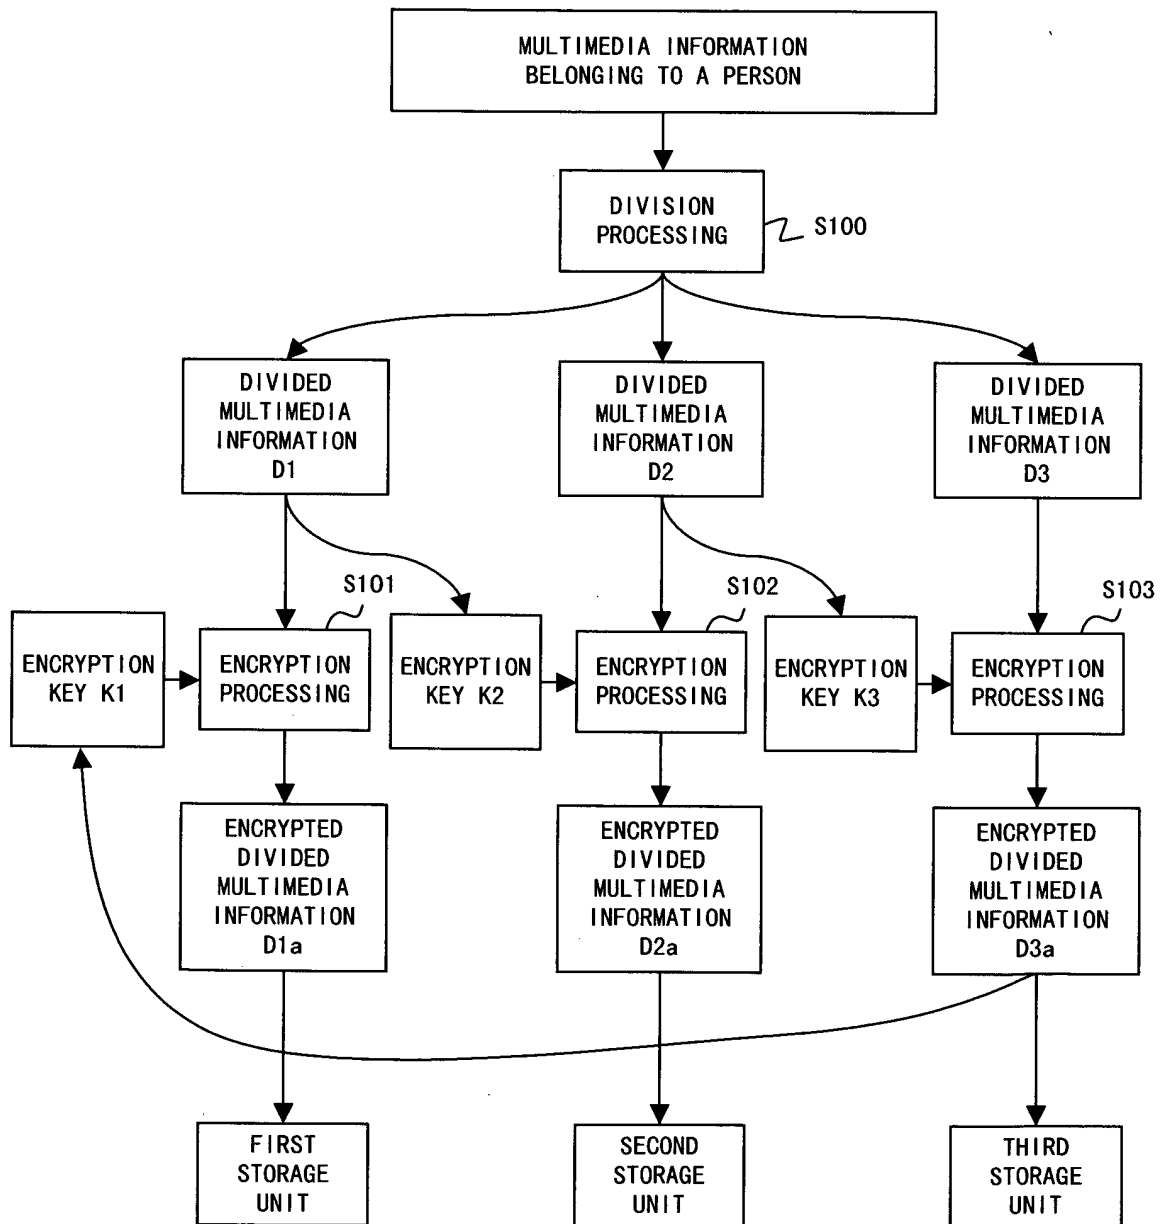 MULTIMEDIA INFORMATION
BELONGING TO A PERSON
DIVISION
PROCESSING
S100
DIVIDED
MULTIMEDIA
INFORMATION
D1
DIVIDED
MULTIMEDIA
INFORMATION
D2
DIVIDED
MULTIMEDIA
INFORMATION
D3
S101
S102
S103
ENCRYPTION
KEY K1
ENCRYPTION
PROCESSING
ENCRYPTION
KEY K2
ENCRYPTION
PROCESSING
ENCRYPTION
KEY K3
ENCRYPTION
PROCESSING
ENCRYPTED
DIVIDED
MULTIMEDIA
INFORMATION
D1a
ENCRYPTED
DIVIDED
MULTIMEDIA
INFORMATION
D2a
ENCRYPTED
DIVIDED
MULTIMEDIA
INFORMATION
D3a
FIRST
STORAGE
UNIT
SECOND
STORAGE
UNIT
THIRD
STORAGE
UNIT